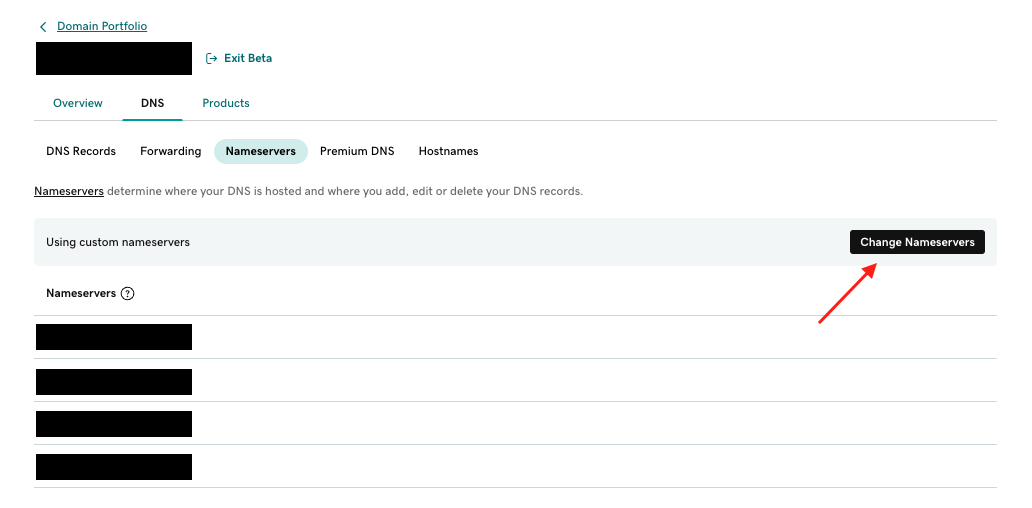 Domain Portfolio
Exit Beta
Overview DNS Products
DNS Records Forwarding Nameservers Premium DNS Hostnames
Nameservers determine where your DNS is hosted and where you add, edit or delete your DNS records.
Using custom nameservers Change Nameservers
Nameservers ?